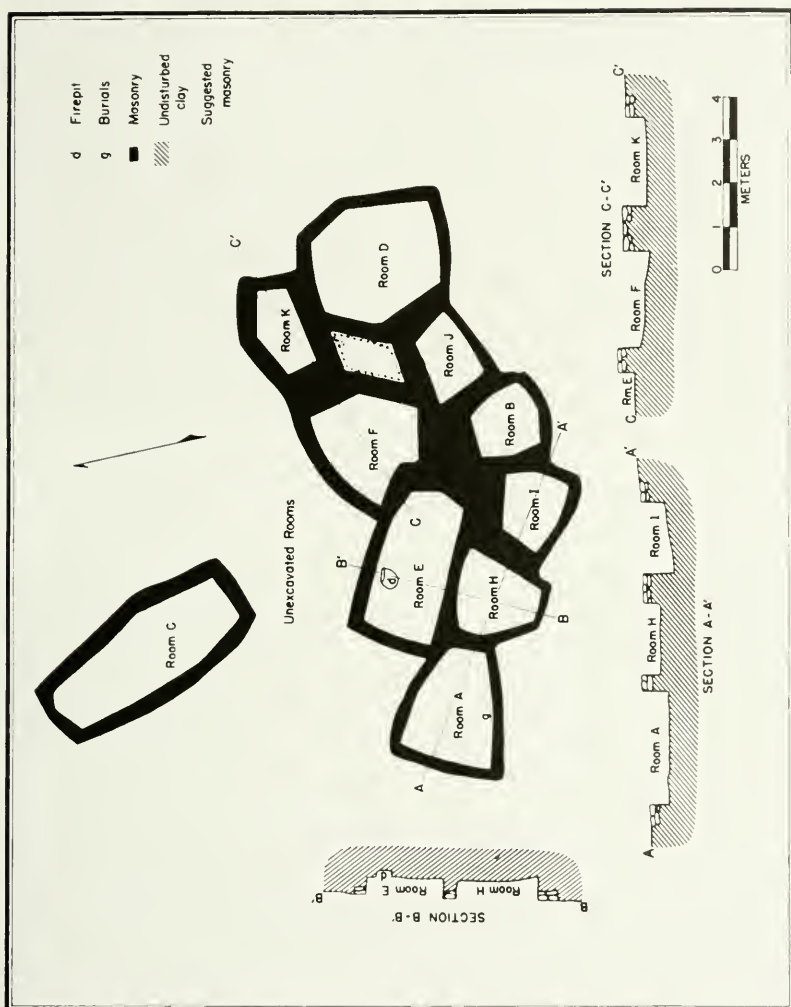 d Firepit
g Burials
Masonry
Undisturbed
clay
Suggested
masonry
C'
Room K
Room D
Room J
Room F
Room B
A'
Room I
Unexcavated Rooms
C
B'
d
Room E
Room H
B
Room C
Room A
g
A
SECTION C-C'
C'
Room K
Room F
Rm. E
C
0 1 2 3 4
METERS
A'
Room I
Room H
Room A
A
SECTION A-A'
B'
d
Room E
Room H
B
SECTION B-B'